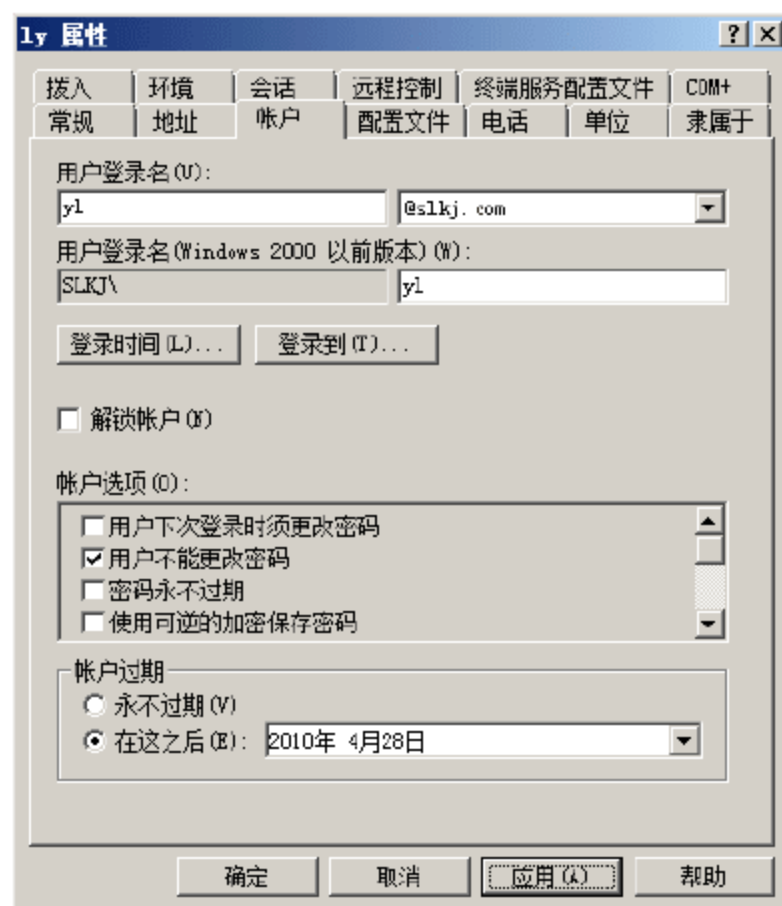 ly 属性
拨入 环境 会话 远程控制 终端服务配置文件 COM+
常规 地址 帐户 配置文件 电话 单位 隶属于
用户登录名(U):
yl @slkj.com
用户登录名(Windows 2000 以前版本)(W):
SLKJ\ yl
登录时间(L)... 登录到(T)...
解锁帐户(N)
帐户选项(O):
用户下次登录时须更改密码
用户不能更改密码
密码永不过期
使用可逆的加密保存密码
帐户过期
永不过期(V)
在这之后(E): 2010年 4月28日
确定 取消 应用(A) 帮助